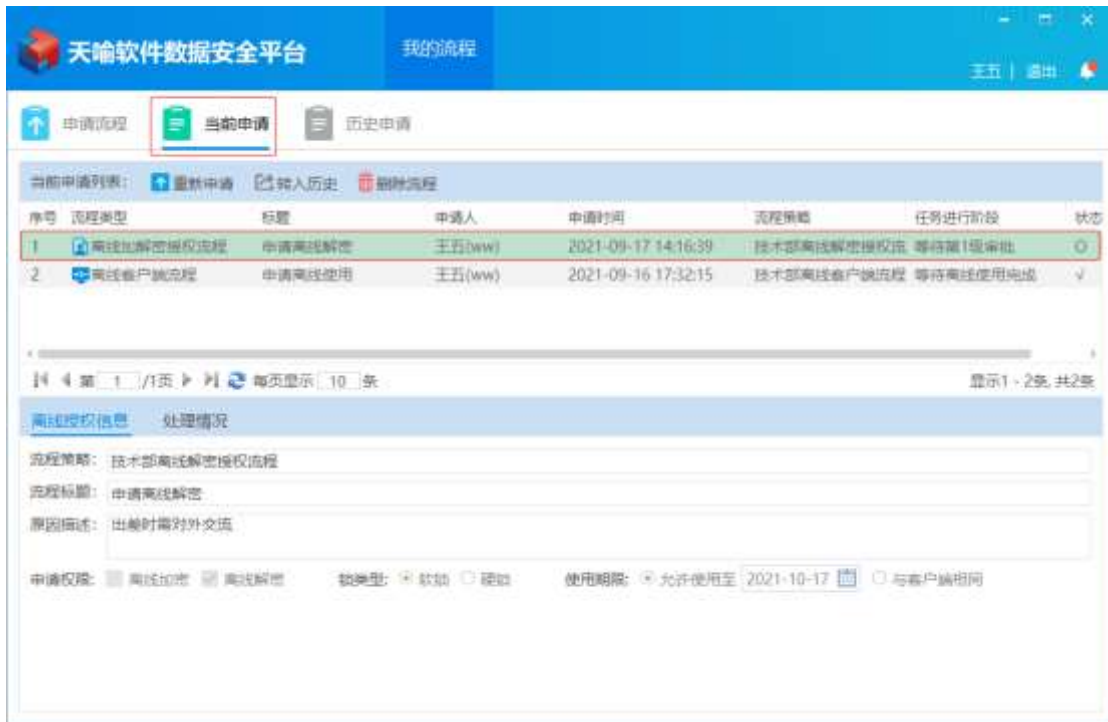 天喻软件数据安全平台 我的流程
王五 | 退出
申请流程 当前申请 历史申请
当前申请列表: 重新申请 转入历史 删除流程
序号 流程类型 标题 申请人 申请时间 流程策略 任务进行阶段 状态
1 离线加解密授权流程 申请离线解密 王五(ww) 2021-09-17 14:16:39 技术部离线解密授权流 等待第1级审批 O
2 离线客户端流程 申请离线使用 王五(ww) 2021-09-16 17:32:15 技术部离线客户端流程 等待离线使用完成 √
第 1 /1页 每页显示 10 条 显示1 - 2条, 共2条
离线授权信息 处理情况
流程策略: 技术部离线解密授权流程
流程标题: 申请离线解密
原因描述: 出差时需对外交流
申请权限: 离线加密 离线解密 锁类型: 软锁 硬锁 使用期限: 允许使用至 2021-10-17 与客户端相同